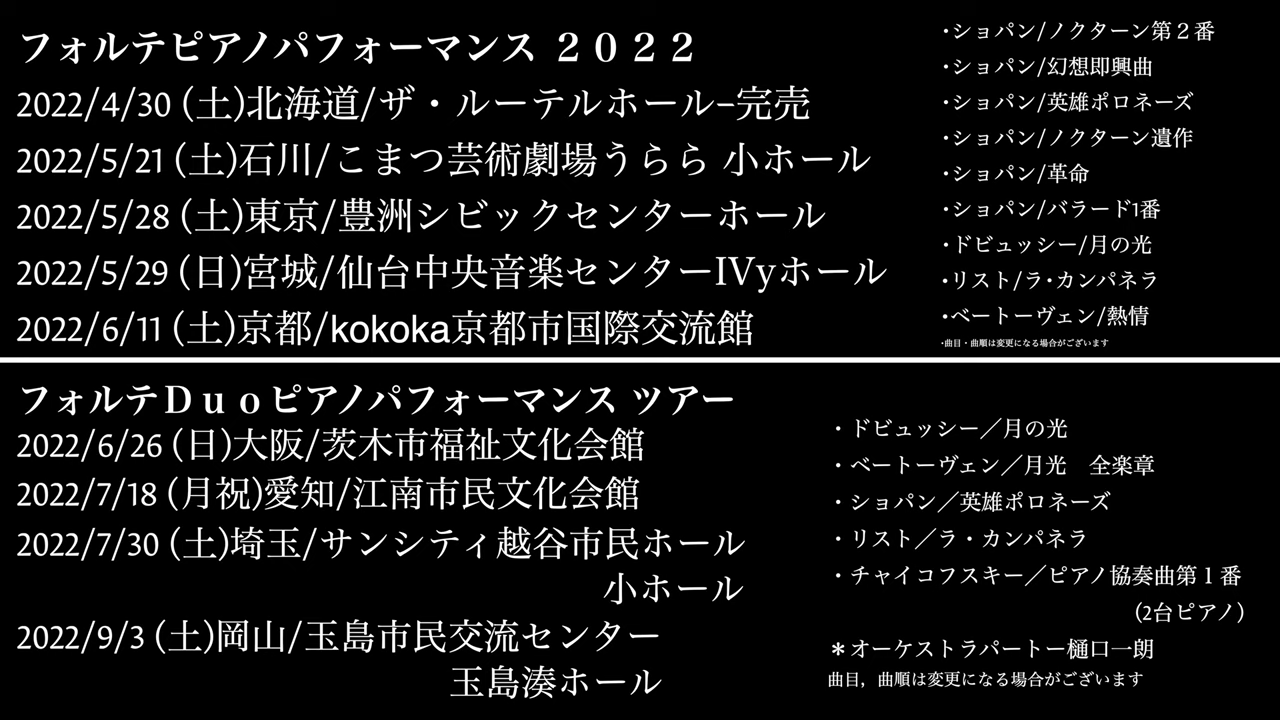 フォルテピアノパフォーマンス ２０２２
2022/4/30 (土)北海道/ザ・ルーテルホール–完売
2022/5/21 (土)石川/こまつ芸術劇場うらら 小ホール
2022/5/28 (土)東京/豊洲シビックセンターホール
2022/5/29 (日)宮城/仙台中央音楽センターIVyホール
2022/6/11 (土)京都/kokoka京都市国際交流館
・ショパン/ノクターン第２番
・ショパン/幻想即興曲
・ショパン/英雄ポロネーズ
・ショパン/ノクターン遺作
・ショパン/革命
・ショパン/バラード1番
・ドビュッシー/月の光
・リスト/ラ・カンパネラ
・ベートーヴェン/熱情
・曲目・曲順は変更になる場合がございます
フォルテＤｕｏピアノパフォーマンス ツアー
2022/6/26 (日)大阪/茨木市福祉文化会館
2022/7/18 (月祝)愛知/江南市民文化会館
2022/7/30 (土)埼玉/サンシティ越谷市民ホール
小ホール
2022/9/3 (土)岡山/玉島市民交流センター
玉島湊ホール
・ドビュッシー／月の光
・ベートーヴェン／月光　全楽章
・ショパン／英雄ポロネーズ
・リスト／ラ・カンパネラ
・チャイコフスキー／ピアノ協奏曲第１番
(2台ピアノ)
＊オーケストラパートー樋口一朗
曲目，曲順は変更になる場合がございます